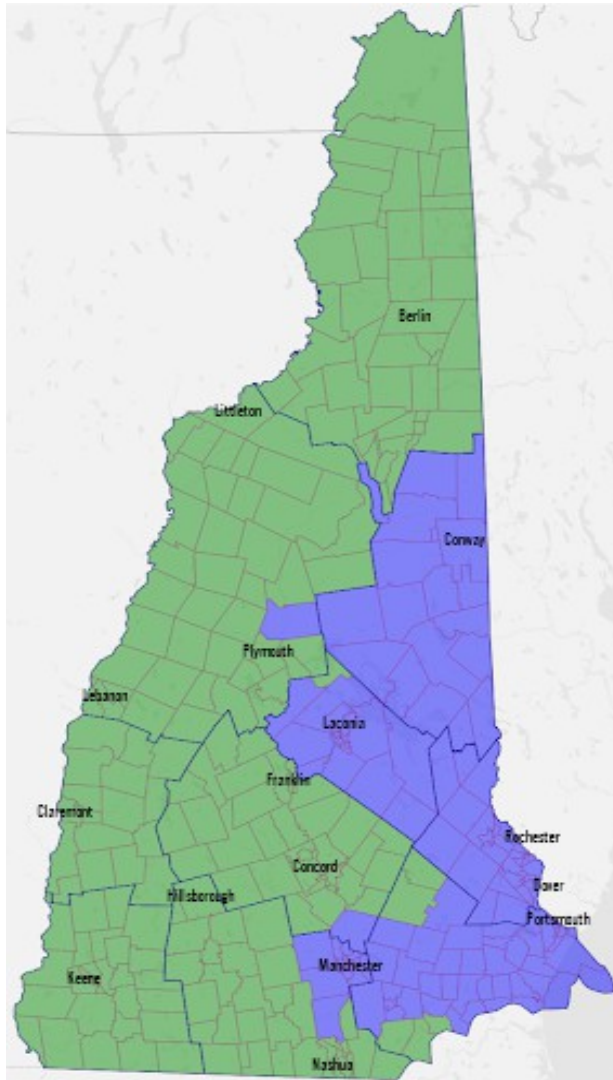 Berlin
Littleton
Conway
Plymouth
Lebanon
Laconia
Franklin
Claremont
Rochester
Concord
Dover
Hillsborough
Portsmouth
Manchester
Keene
Nashua